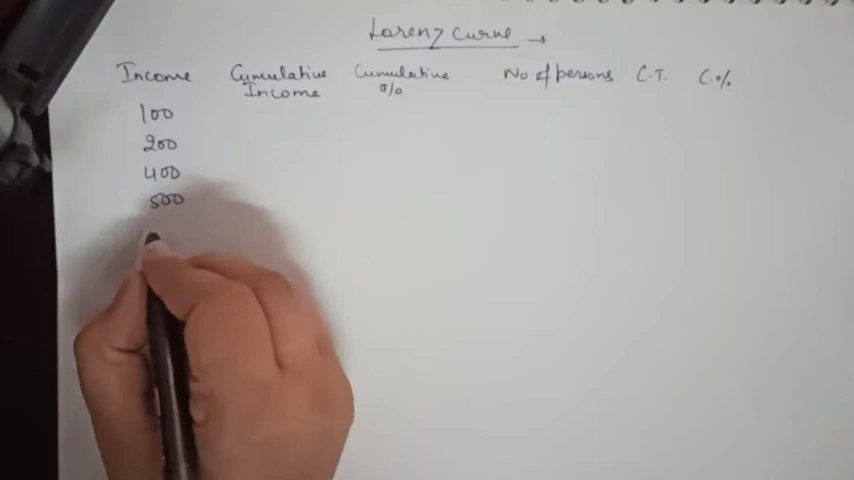 Lorenz Curve →
Income Cumulative Income Cumulative % No of persons C.T. C.%
100
200
400
500